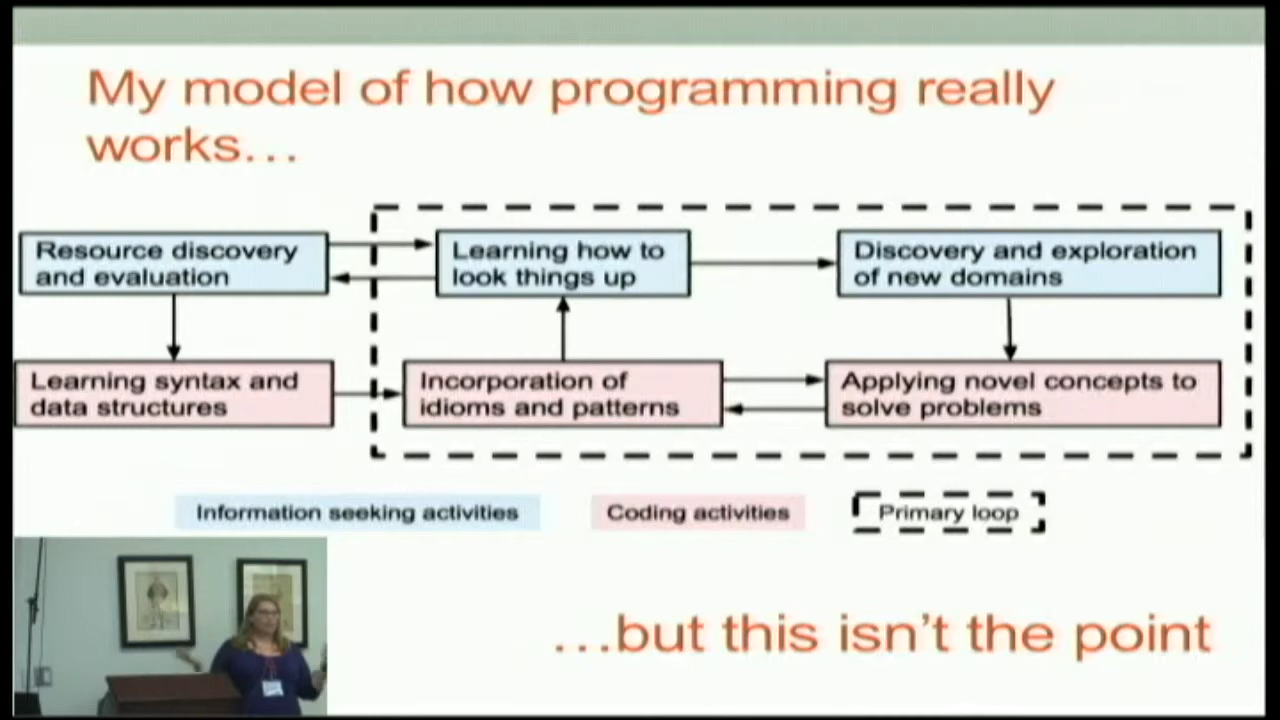 My model of how programming really
works…
Resource discovery
and evaluation
Learning how to
look things up
Discovery and exploration
of new domains
Learning syntax and
data structures
Incorporation of
idioms and patterns
Applying novel concepts to
solve problems
Information seeking activities
Coding activities
Primary loop
…but this isn't the point